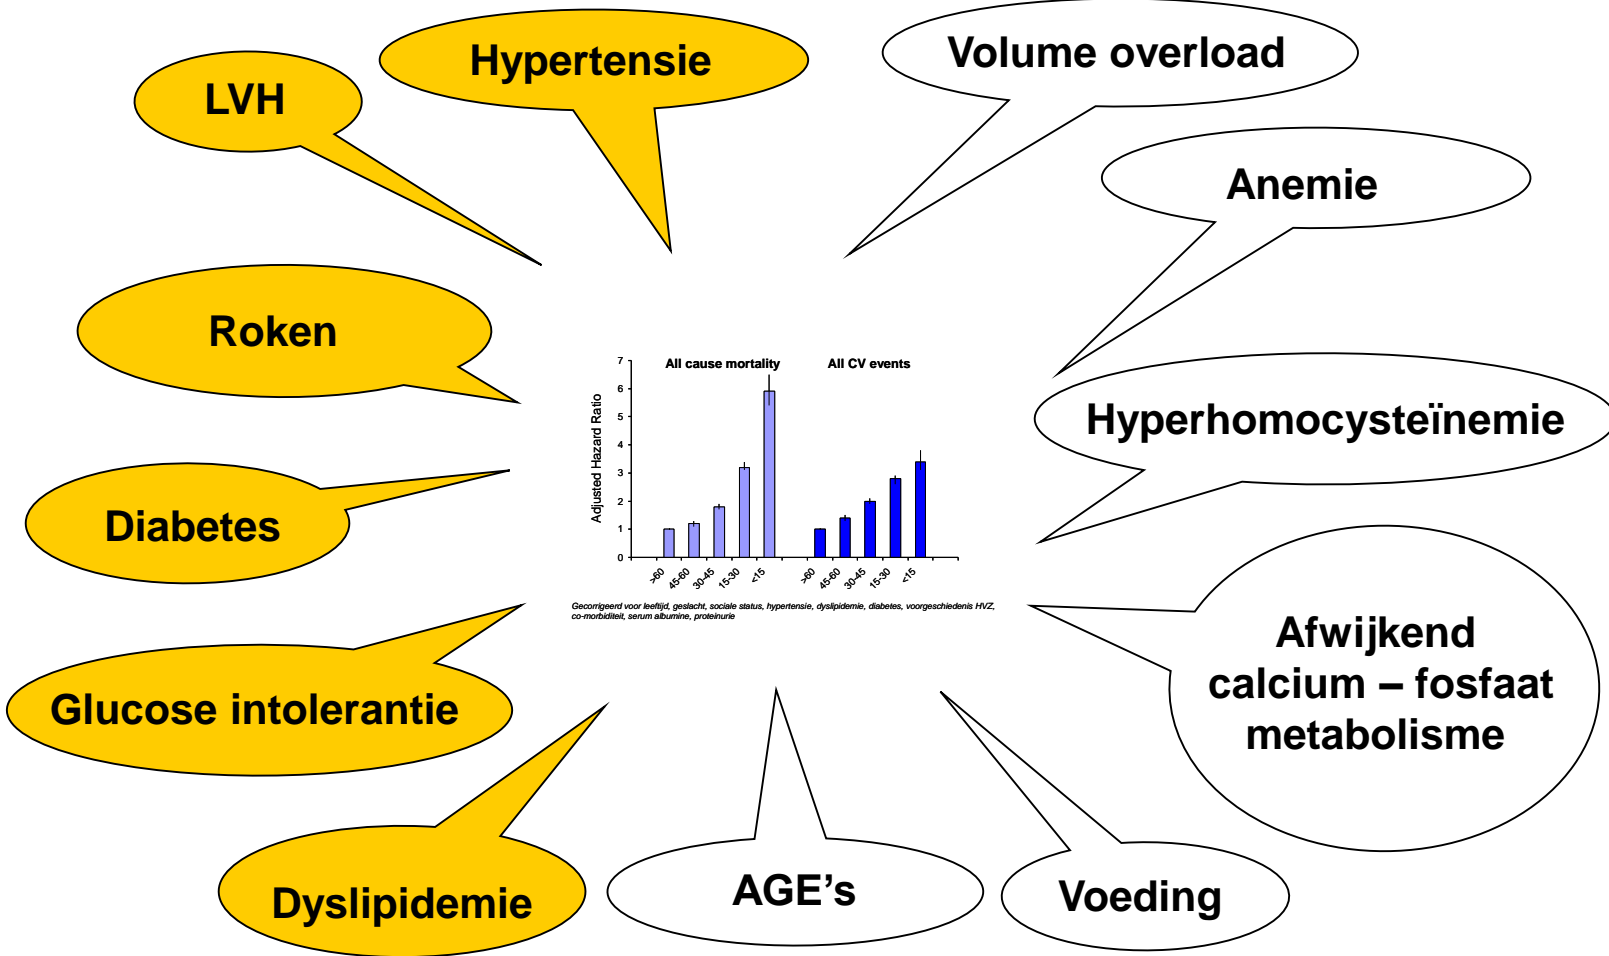 Hypertensie
Volume overload
LVH
Anemie
Roken
Hyperhomocysteïnemie
Diabetes
Afwijkend
calcium – fosfaat
metabolisme
Glucose intolerantie
Dyslipidemie
AGE's
Voeding
All cause mortality
All CV events
Adjusted Hazard Ratio
7
6
5
4
3
2
1
0
>60
45-60
30-45
15-30
<15
>60
45-60
30-45
15-30
<15
Gecorrigeerd voor leeftijd, geslacht, sociale status, hypertensie, dyslipidemie, diabetes, voorgeschiedenis HVZ,
co-morbiditeit, serum albumine, proteinurie